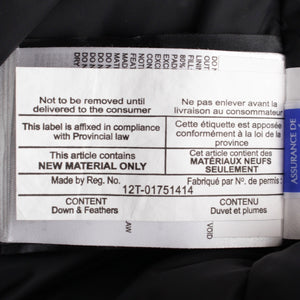 Not to be removed until
delivered to the consumer
Ne pas enlever avant la
livraison au consommateur
This label is affixed in compliance
with Provincial law
Cette étiquette est apposée
conformément à la loi de la
province
This article contains
NEW MATERIAL ONLY
Cet article contient des
MATÉRIAUX NEUFS
SEULEMENT
Made by Reg. No.
Fabriqué par N° de permis
12T-01751414
CONTENT
Down & Feathers
CONTENU
Duvet et plumes
VOID
ASSURANCE DE